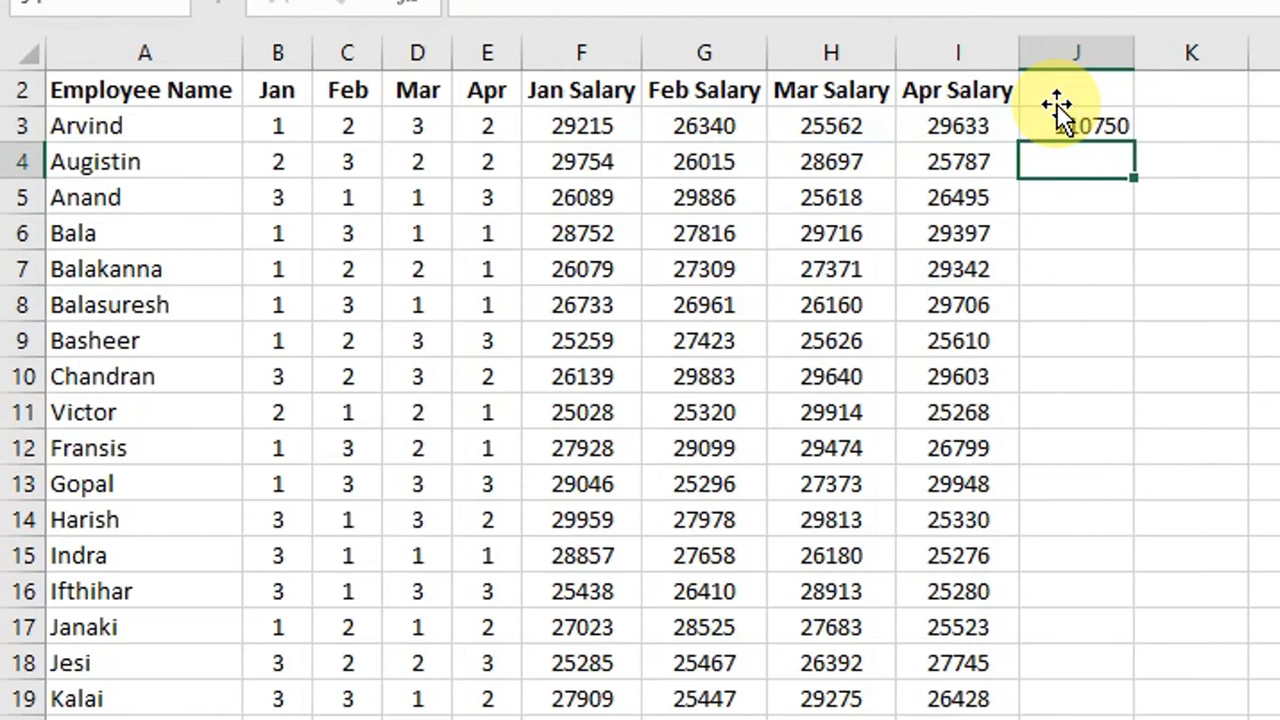 A B C D E F G H I J K
2 Employee Name Jan Feb Mar Apr Jan Salary Feb Salary Mar Salary Apr Salary
3 Arvind 1 2 3 2 29215 26340 25562 29633
4 Augistin 2 3 2 2 29754 26015 28697 25787
5 Anand 3 1 1 3 26089 29886 25618 26495
6 Bala 1 3 1 1 28752 27816 29716 29397
7 Balakanna 1 2 2 1 26079 27309 27371 29342
8 Balasuresh 1 3 1 1 26733 26961 26160 29706
9 Basheer 1 2 3 3 25259 27423 25626 25610
10 Chandran 3 2 3 2 26139 29883 29640 29603
11 Victor 2 1 2 1 25028 25320 29914 25268
12 Fransis 1 3 2 1 27928 29099 29474 26799
13 Gopal 1 3 3 3 29046 25296 27373 29948
14 Harish 3 1 3 2 29959 27978 29813 25330
15 Indra 3 1 1 1 28857 27658 26180 25276
16 Ifthihar 3 1 3 3 25438 26410 28913 25280
17 Janaki 1 2 1 2 27023 28525 27683 25523
18 Jesi 3 2 2 3 25285 25467 26392 27745
19 Kalai 3 3 1 2 27909 25447 29275 26428